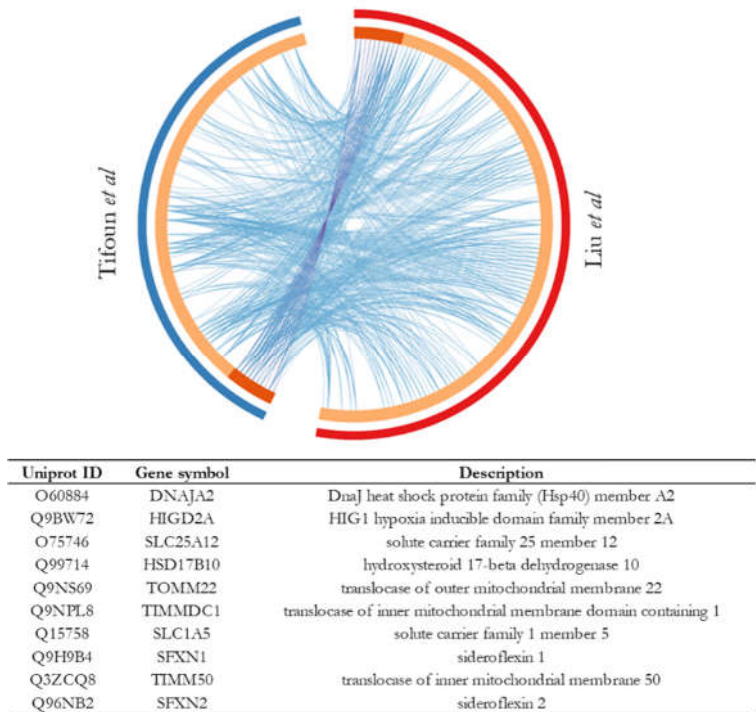 Tifoun et al
Liu et al
Uniprot ID Gene symbol Description
O60884 DNAJA2 DnaJ heat shock protein family (Hsp40) member A2
Q9BW72 HIGD2A HIG1 hypoxia inducible domain family member 2A
O75746 SLC25A12 solute carrier family 25 member 12
Q99714 HSD17B10 hydroxysteroid 17-beta dehydrogenase 10
Q9NS69 TOMM22 translocase of outer mitochondrial membrane 22
Q9NPL8 TIMMDC1 translocase of inner mitochondrial membrane domain containing 1
Q15758 SLC1A5 solute carrier family 1 member 5
Q9H9B4 SFXN1 sideroflexin 1
Q3ZCQ8 TIMM50 translocase of inner mitochondrial membrane 50
Q96NB2 SFXN2 sideroflexin 2